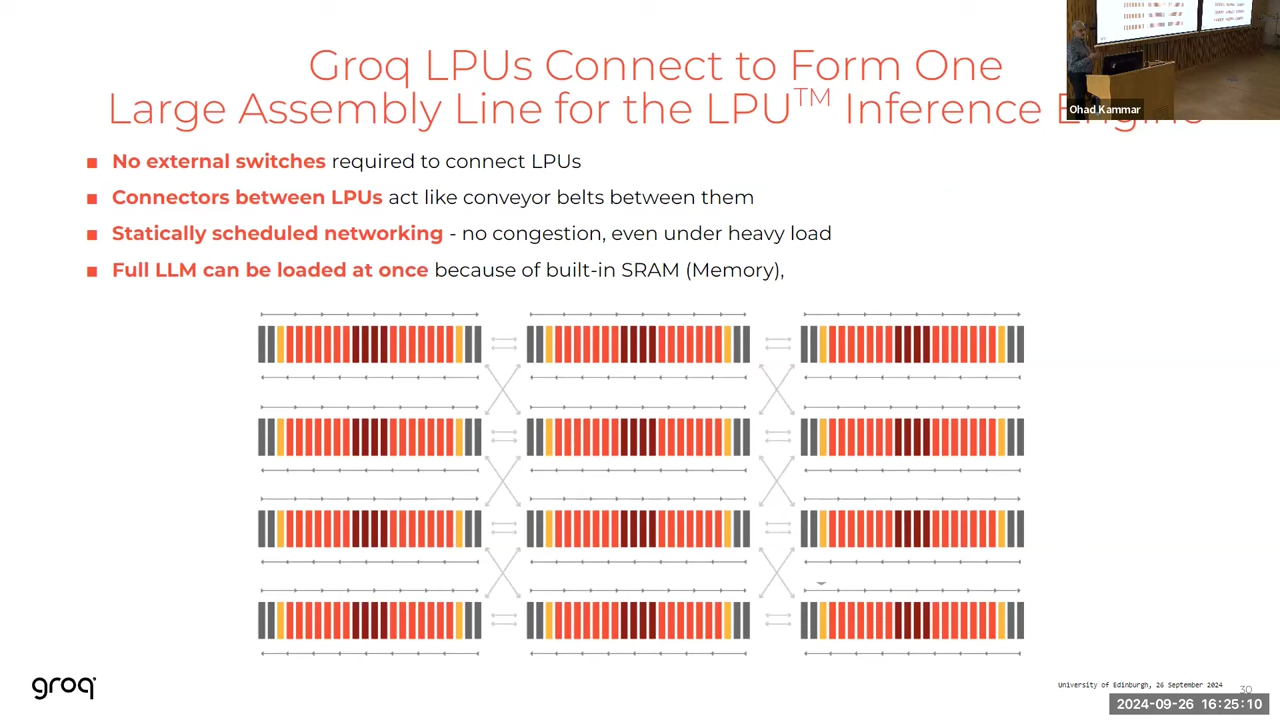 Groq LPUs Connect to Form One
Large Assembly Line for the LPU™ Inference Engine
Ohad Kammar
■ No external switches required to connect LPUs
■ Connectors between LPUs act like conveyor belts between them
■ Statically scheduled networking - no congestion, even under heavy load
■ Full LLM can be loaded at once because of built-in SRAM (Memory),
groq
University of Edinburgh, 26 September 2024
30
2024-09-26 16:25:10